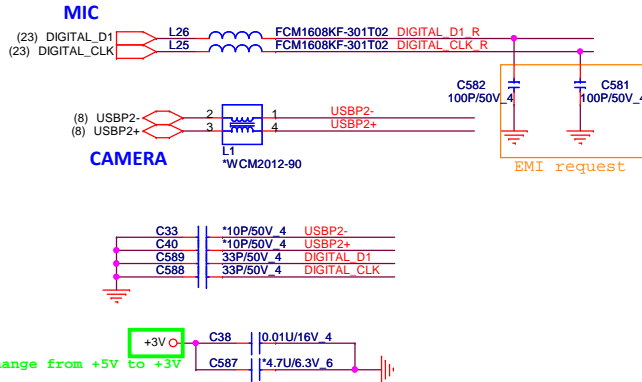 MIC
(23) DIGITAL_D1 L26 FCM1608KF-301T02 DIGITAL_D1_R
(23) DIGITAL_CLK L25 FCM1608KF-301T02 DIGITAL_CLK_R
C582 C581
100P/50V_4 100P/50V_4
(8) USBP2- 2 1 USBP2-
(8) USBP2+ 3 4 USBP2+
L1
CAMERA *WCM2012-90
EMI request
C33 *10P/50V_4 USBP2-
C40 *10P/50V_4 USBP2+
C589 33P/50V_4 DIGITAL_D1
C588 33P/50V_4 DIGITAL_CLK
+3V C38 0.01U/16V_4
ange from +5V to +3V C587 *4.7U/6.3V_6